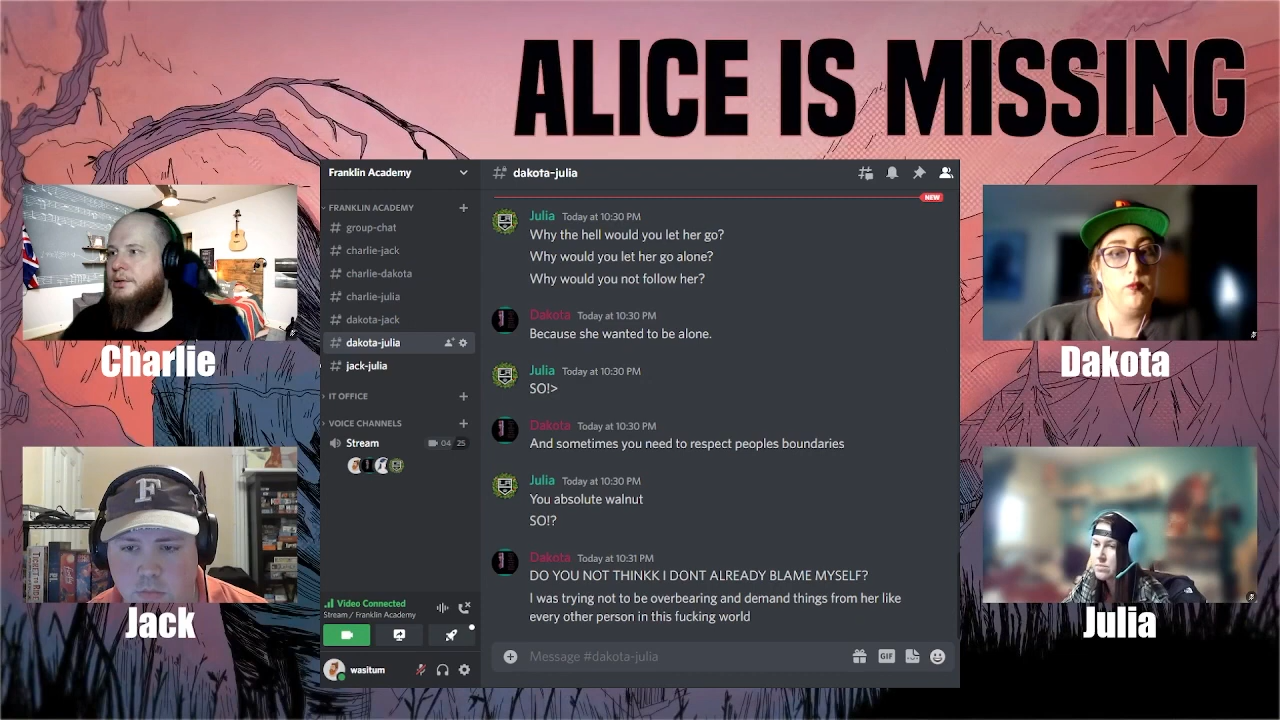 ALICE IS MISSING
Franklin Academy
# dakota-julia
FRANKLIN ACADEMY
# group-chat
# charlie-jack
# charlie-dakota
# charlie-julia
# dakota-jack
# dakota-julia
# jack-julia
IT OFFICE
VOICE CHANNELS
Stream
04 25
Video Connected
Stream / Franklin Academy
wasitum
NEW
Julia Today at 10:30 PM
Why the hell would you let her go?
Why would you let her go alone?
Why would you not follow her?
Dakota Today at 10:30 PM
Because she wanted to be alone.
Julia Today at 10:30 PM
SO!>
Dakota Today at 10:30 PM
And sometimes you need to respect peoples boundaries
Julia Today at 10:30 PM
You absolute walnut
SO!?
Dakota Today at 10:31 PM
DO YOU NOT THINKK I DONT ALREADY BLAME MYSELF?
I was trying not to be overbearing and demand things from her like
every other person in this fucking world
Message #dakota-julia
GIF
Charlie
Dakota
F
TICKET TO RIDE
Jack
Julia